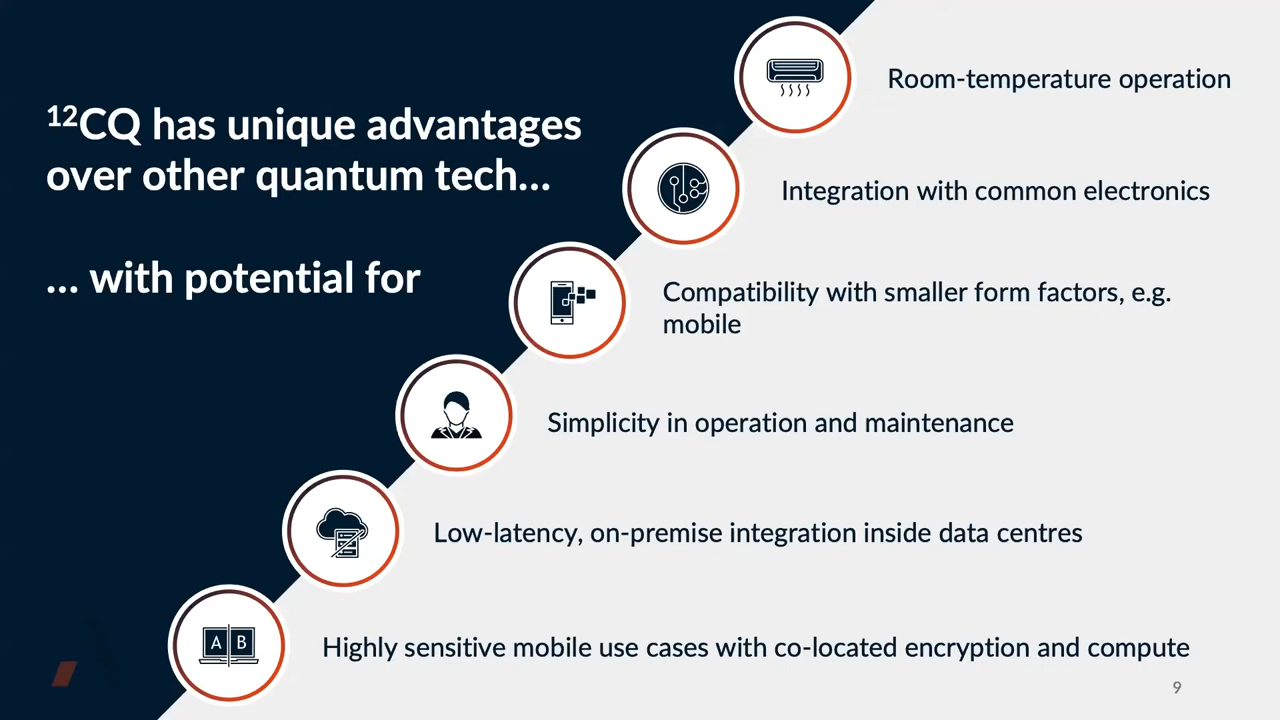 ¹²CQ has unique advantages
over other quantum tech...
... with potential for
Room-temperature operation
Integration with common electronics
Compatibility with smaller form factors, e.g.
mobile
Simplicity in operation and maintenance
Low-latency, on-premise integration inside data centres
A B
Highly sensitive mobile use cases with co-located encryption and compute
9